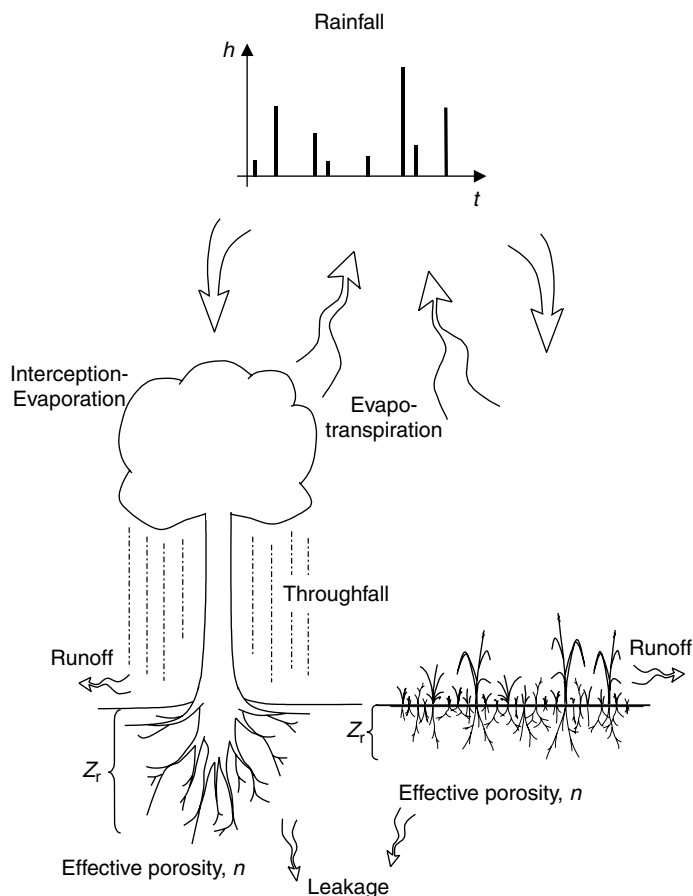 Rainfall
h
t
Interception-
Evaporation
Evapo-
transpiration
Throughfall
Runoff
Runoff
Zr
Zr
Effective porosity, n
Effective porosity, n
Leakage